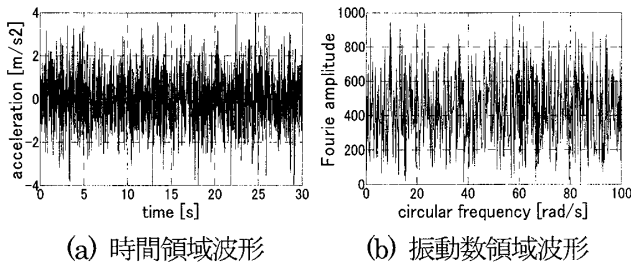 acceleration [m/s2]
4
2
0
-2
-4
0 5 10 15 20 25 30
time [s]
Fourie amplitude
1000
800
600
400
200
0
0 20 40 60 80 100
circular frequency [rad/s]
(a) 時間領域波形
(b) 振動数領域波形